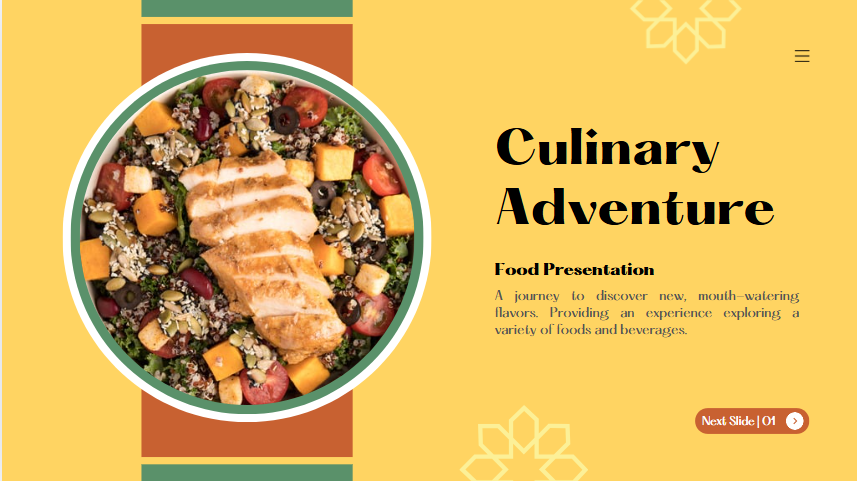 Culinary
Adventure
Food Presentation
A journey to discover new, mouth-watering
flavors. Providing an experience exploring a
variety of foods and beverages.
Next Slide | 01